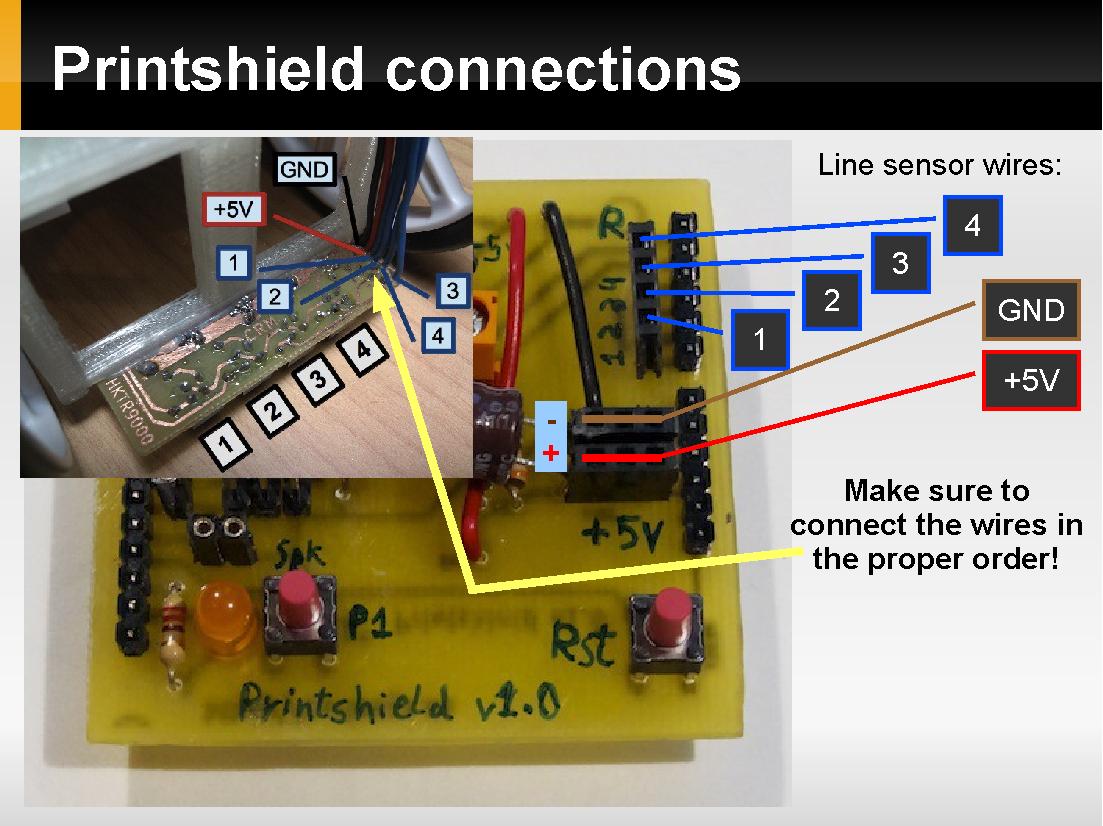 Printshield connections
GND
+5V
1
2
3
4
1
2
3
4
HKTR9000
Line sensor wires:
4
3
2
1
GND
+5V
R
1 2 3 4
-
+
+5V
Make sure to
connect the wires in
the proper order!
Spk
P1
Rst
Printshield v1.0